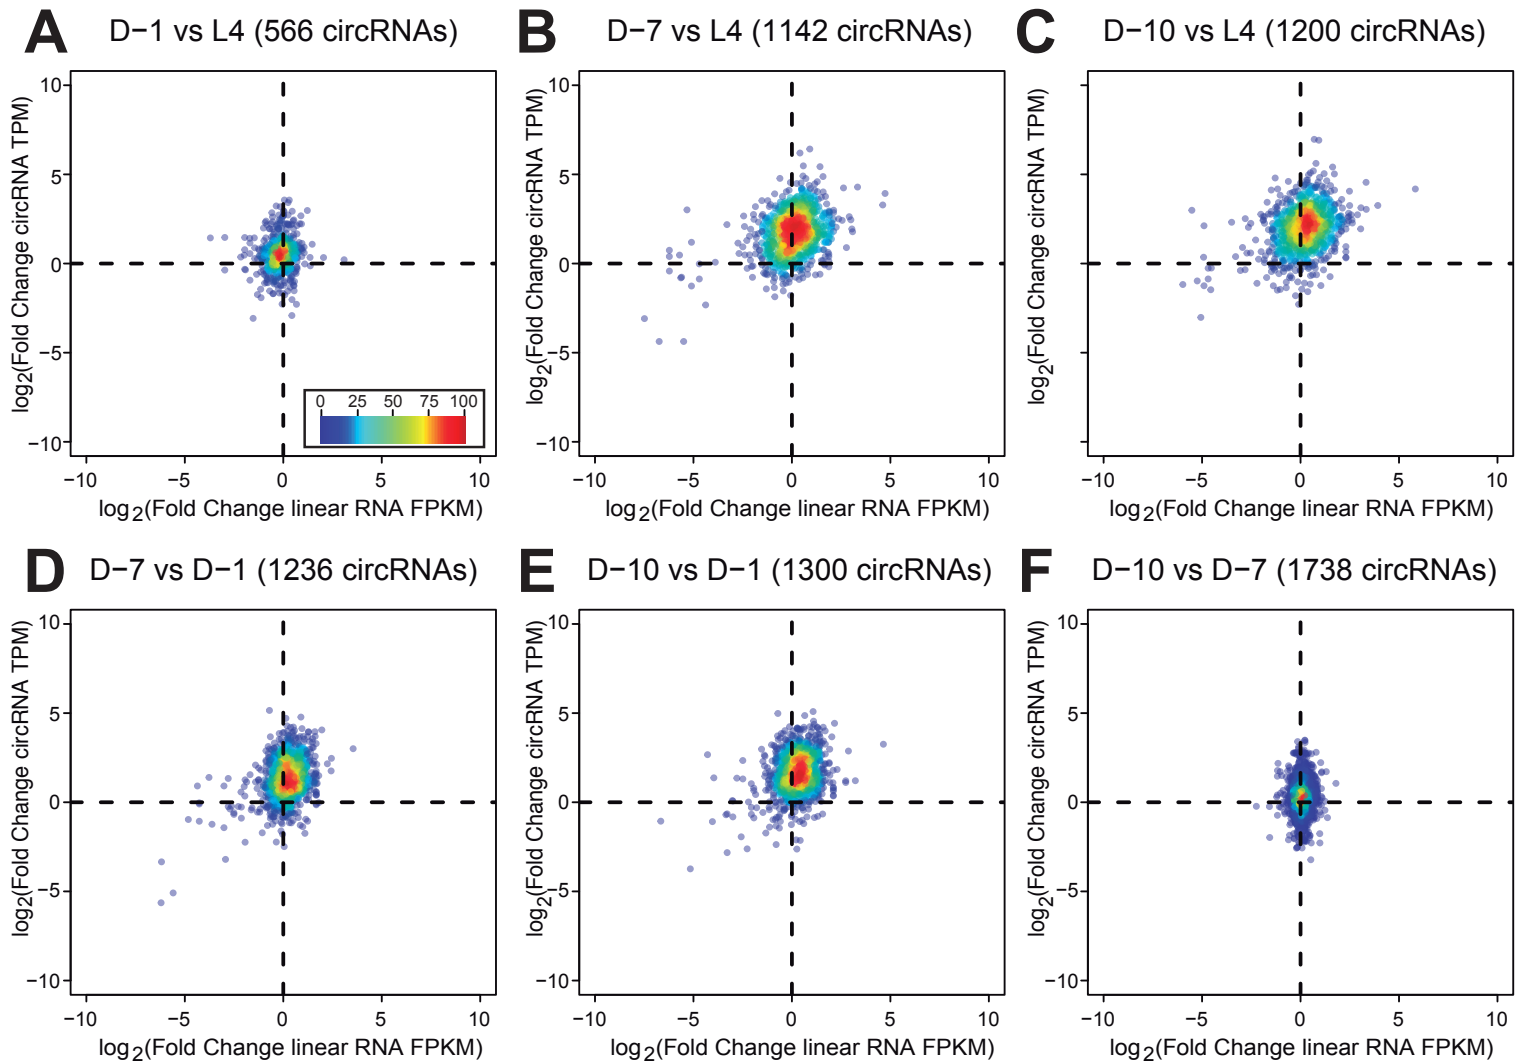 A D−1 vs L4 (566 circRNAs)
log2(Fold Change circRNA TPM)
10
5
0
−5
−10
0 25 50 75 100
−10 −5 0 5 10
log2(Fold Change linear RNA FPKM)
B D−7 vs L4 (1142 circRNAs)
log2(Fold Change circRNA TPM)
10
5
0
−5
−10
−10 −5 0 5 10
log2(Fold Change linear RNA FPKM)
C D−10 vs L4 (1200 circRNAs)
log2(Fold Change circRNA TPM)
−10 −5 0 5 10
log2(Fold Change linear RNA FPKM)
D D−7 vs D−1 (1236 circRNAs)
log2(Fold Change circRNA TPM)
10
5
0
−5
−10
−10 −5 0 5 10
log2(Fold Change linear RNA FPKM)
E D−10 vs D−1 (1300 circRNAs)
log2(Fold Change circRNA TPM)
10
5
0
−5
−10
−10 −5 0 5 10
log2(Fold Change linear RNA FPKM)
F D−10 vs D−7 (1738 circRNAs)
log2(Fold Change circRNA TPM)
10
5
0
−5
−10
−10 −5 0 5 10
log2(Fold Change linear RNA FPKM)